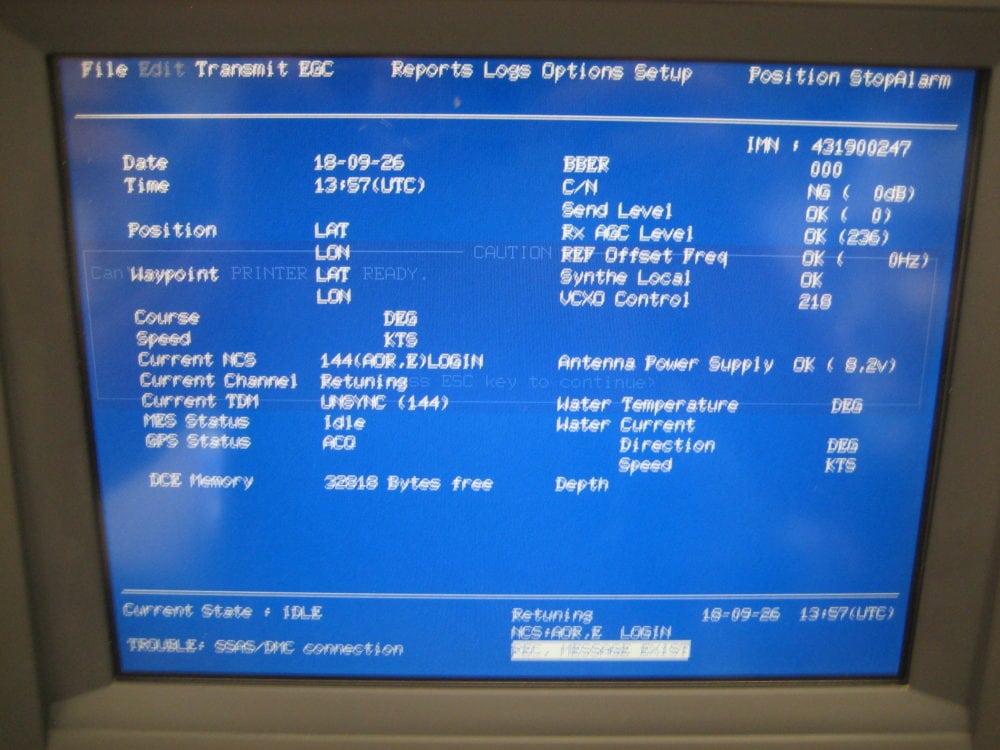 File Edit Transmit EGC Reports Logs Options Setup Position StopAlarm
IMN : 431900247
Date 18-09-26 BBER 000
Time 13:57(UTC) C/N NG ( 0dB)
Send Level OK ( 0)
Position LAT Rx AGC Level OK (236)
CAUTION
LON REF Offset Freq OK ( 0Hz)
PRINTER READY.
Waypoint LAT Synthe Local OK
LON VCXO Control 218
Course DEG
Speed KTS
Current NCS 144(AOR,E)LOGIN Antenna Power Supply OK ( 8,2v)
Current Channel Retuning ESC key to continue>
Current TDM UNSYNC (144) Water Temperature DEG
MES Status Idle Water Current
GPS Status ACQ Direction DEG
Speed KTS
DCE Memory 32818 Bytes free Depth
Current State : IDLE Retuning 18-09-26 13:57(UTC)
NCS:AOR,E LOGIN
TROUBLE: SSAS/DMC connection REC, MESSAGE EXIST